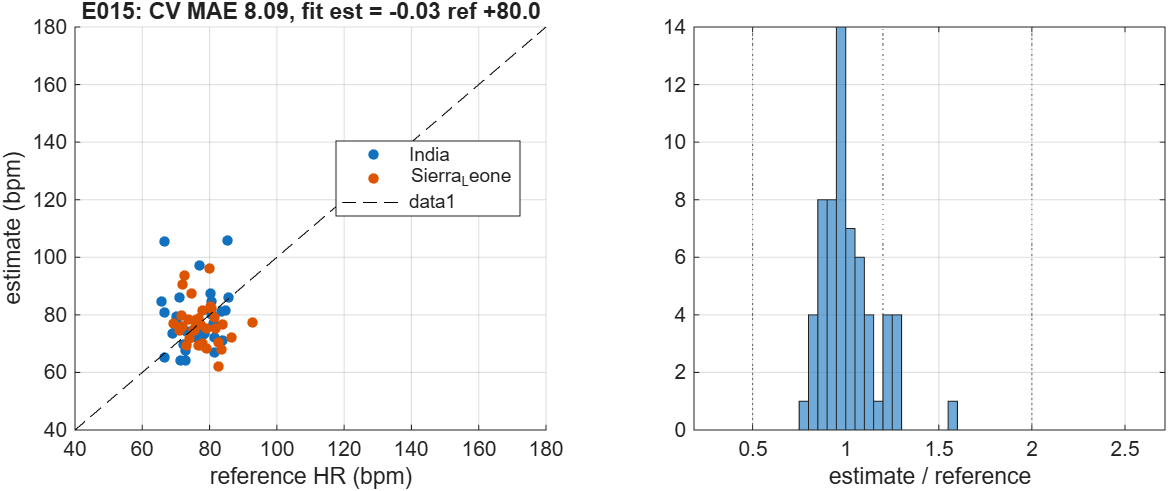 E015: CV MAE 8.09, fit est = -0.03 ref +80.0
180
160
140
120
100
80
60
40
40 60 80 100 120 140 160 180
estimate (bpm)
reference HR (bpm)
India
Sierra_Leone
data1
14
12
10
8
6
4
2
0
0.5 1 1.5 2 2.5
estimate / reference